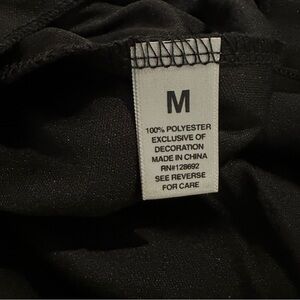 M
100% POLYESTER
EXCLUSIVE OF
DECORATION
MADE IN CHINA
RN#128692
SEE REVERSE
FOR CARE